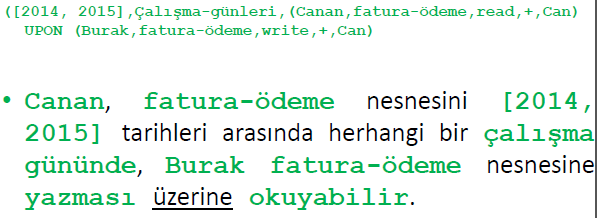 ([2014, 2015],Çalışma-günleri,(Canan,fatura-ödeme,read,+,Can)
UPON (Burak,fatura-ödeme,write,+,Can)
• Canan, fatura-ödeme nesnesini [2014,
2015] tarihleri arasında herhangi bir çalışma
gününde, Burak fatura-ödeme nesnesine
yazması üzerine okuyabilir.